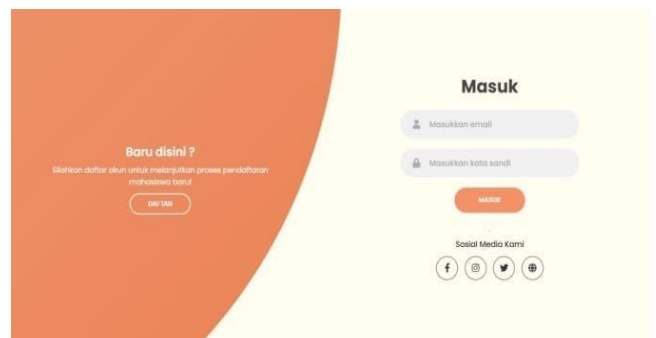 Baru disini ?
Silahkan daftar akun untuk melanjutkan proses pendaftaran
mahasiswa baru!
DAFTAR
Masuk
Masukkan email
Masukkan kata sandi
MASUK
Sosial Media Kami